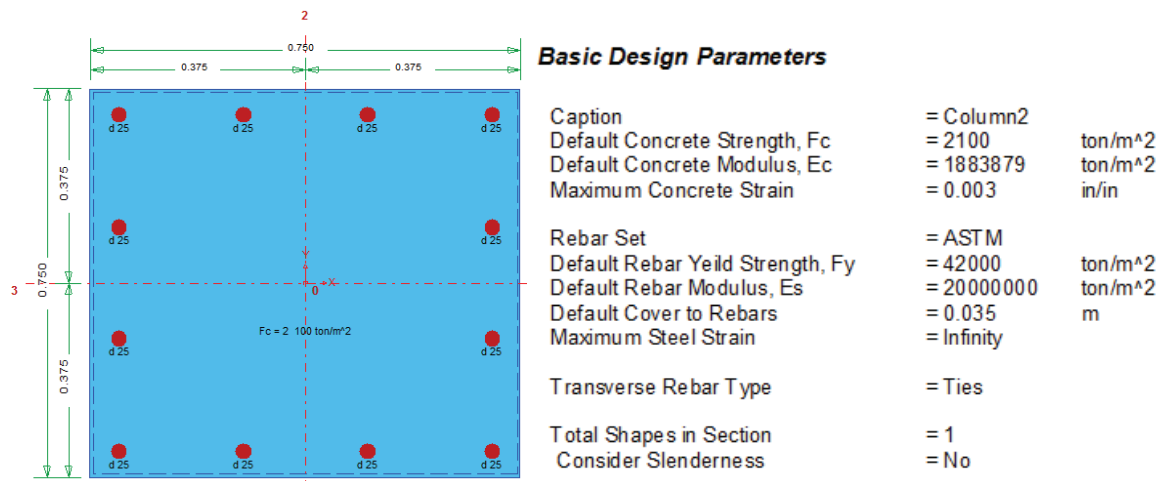 2
0.750
0.375 0.375
d 25 d 25 d 25 d 25
0.375
d 25 d 25
Y
0.750
3 0 X
Fc = 2 100 ton/m^2
d 25 d 25
0.375
d 25 d 25 d 25 d 25
Basic Design Parameters
Caption = Column2
Default Concrete Strength, Fc = 2100 ton/m^2
Default Concrete Modulus, Ec = 1883879 ton/m^2
Maximum Concrete Strain = 0.003 in/in
Rebar Set = ASTM
Default Rebar Yeild Strength, Fy = 42000 ton/m^2
Default Rebar Modulus, Es = 20000000 ton/m^2
Default Cover to Rebars = 0.035 m
Maximum Steel Strain = Infinity
Transverse Rebar Type = Ties
Total Shapes in Section = 1
Consider Slenderness = No